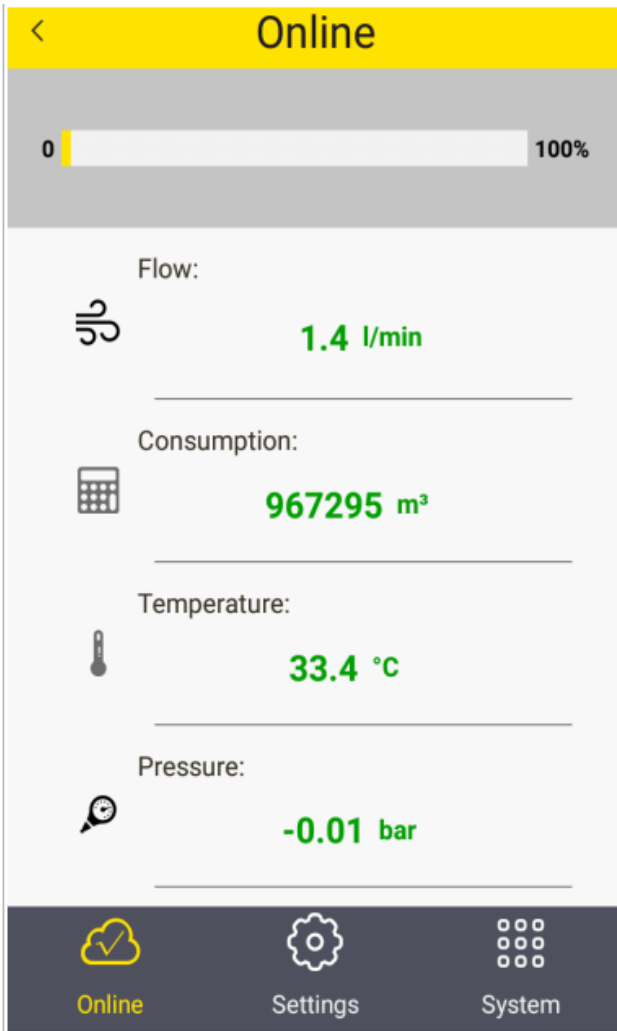 Online
0 100%
Flow:
1.4 l/min
Consumption:
967295 m³
Temperature:
33.4 °C
Pressure:
-0.01 bar
Online Settings System